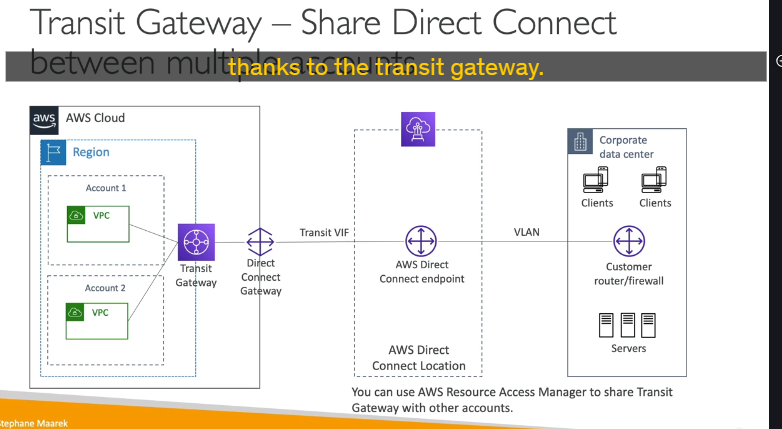 Transit Gateway – Share Direct Connect
between multiple accounts
thanks to the transit gateway.
aws
AWS Cloud
Region
Account 1
VPC
Account 2
VPC
Transit
Gateway
Direct
Connect
Gateway
Transit VIF
AWS Direct
Connect endpoint
AWS Direct
Connect Location
VLAN
Corporate
data center
Clients
Clients
Customer
router/firewall
Servers
You can use AWS Resource Access Manager to share Transit
Gateway with other accounts.
Stephane Maarek